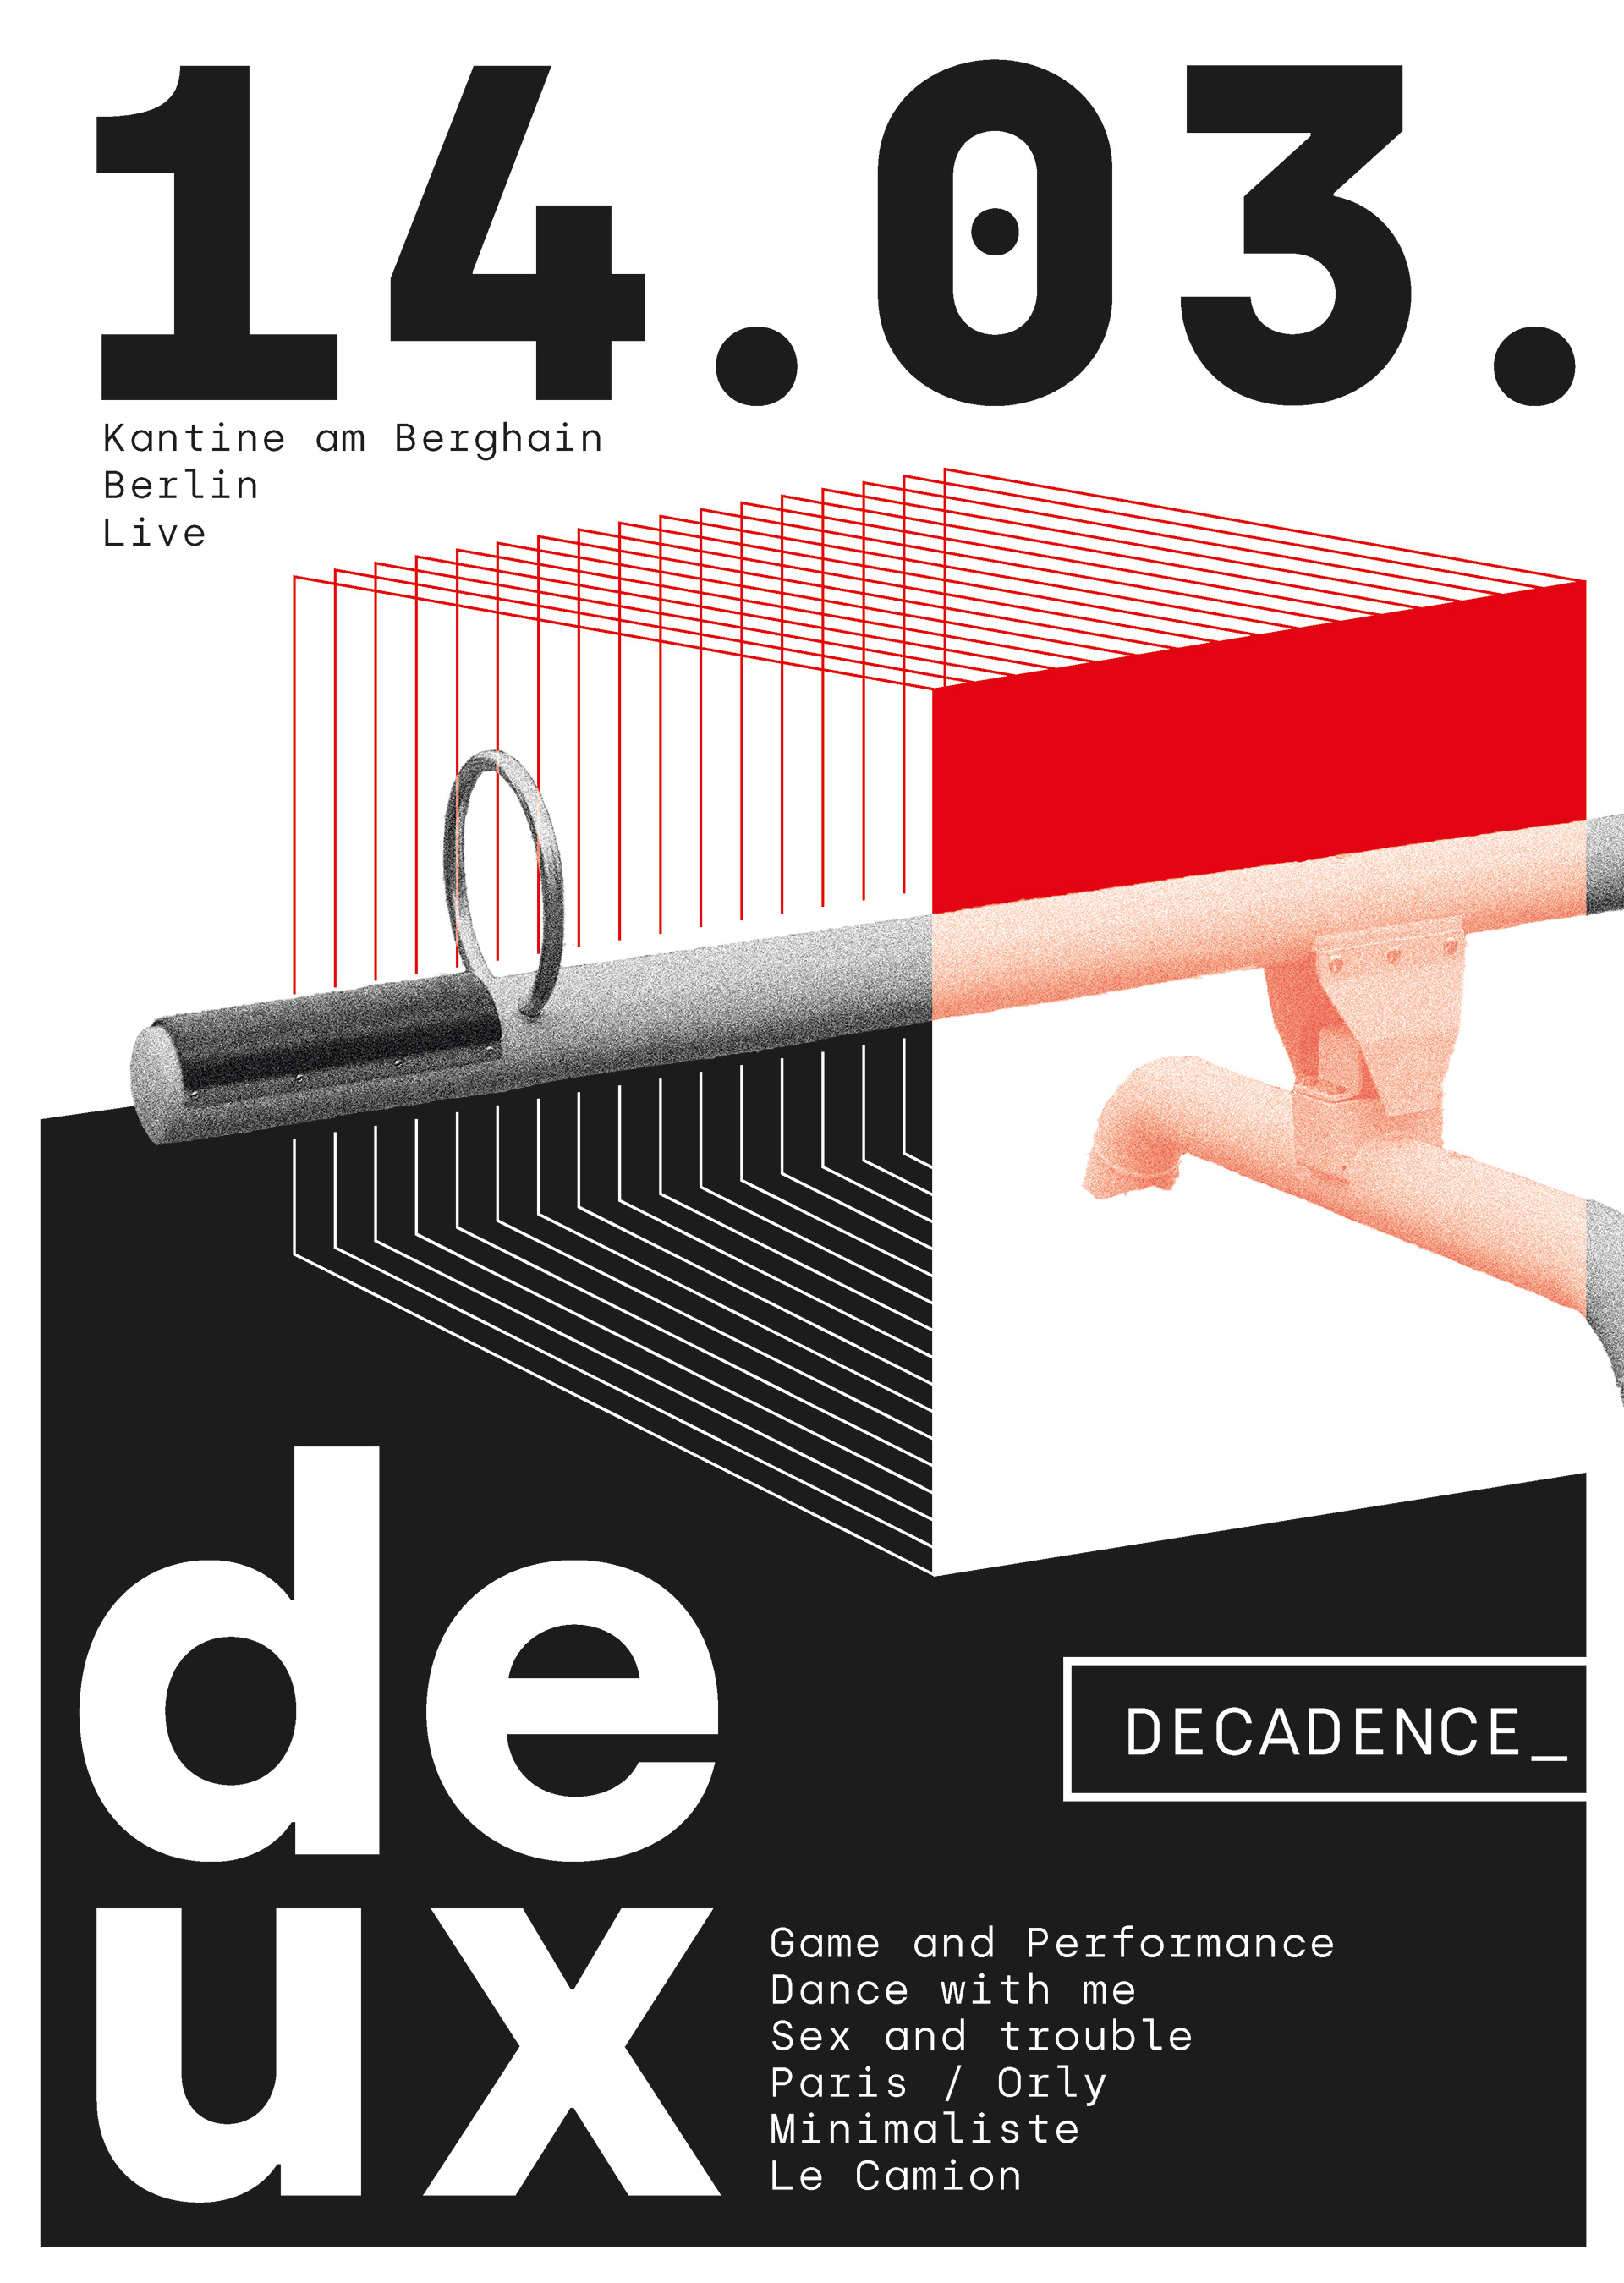 14.03.
Kantine am Berghain
Berlin
Live
de
ux
DECADENCE_
Game and Performance
Dance with me
Sex and trouble
Paris / Orly
Minimaliste
Le Camion